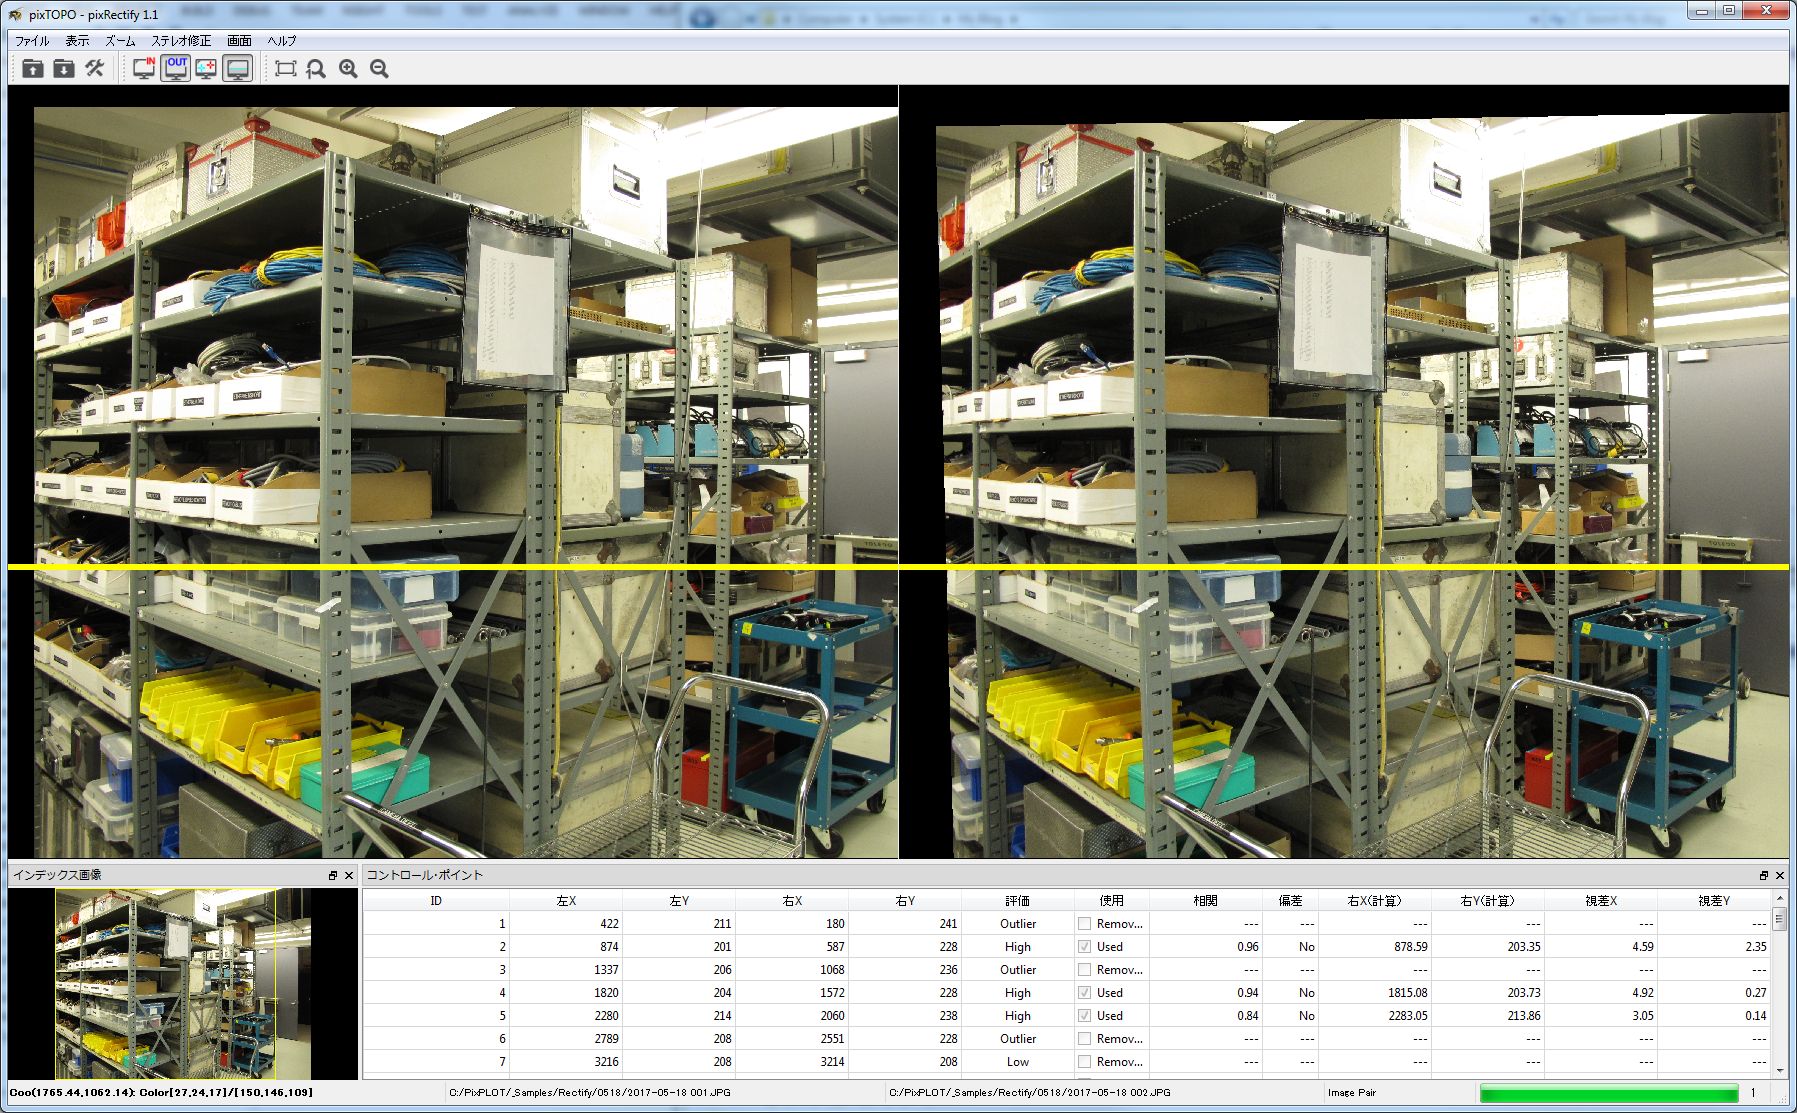 pixTOPO - pixRectify 1.1
ファイル 表示 ズーム ステレオ修正 画面 ヘルプ
IN OUT
TOLEDO
TOLEDO
インデックス画像
コントロール・ポイント
ID 左X 左Y 右X 右Y 評価 使用 相関 偏差 右X(計算) 右Y(計算) 視差X 視差Y
1 422 211 180 241 Outlier Remov... --- --- --- --- --- ---
2 874 201 587 228 High Used 0.96 No 878.59 203.35 4.59 2.35
3 1337 206 1068 236 Outlier Remov... --- --- --- --- --- ---
4 1820 204 1572 228 High Used 0.94 No 1815.08 203.73 4.92 0.27
5 2280 214 2060 238 High Used 0.84 No 2283.05 213.86 3.05 0.14
6 2789 208 2551 228 Outlier Remov... --- --- --- --- --- ---
7 3216 208 3214 208 Low Remov... --- --- --- --- --- ---
Coo(1765.44,1062.14): Color[27,24,17]/[150,146,109] C:/PixPLOT/_Samples/Rectify/0518/2017-05-18 001.JPG C:/PixPLOT/_Samples/Rectify/0518/2017-05-18 002.JPG Image Pair 1